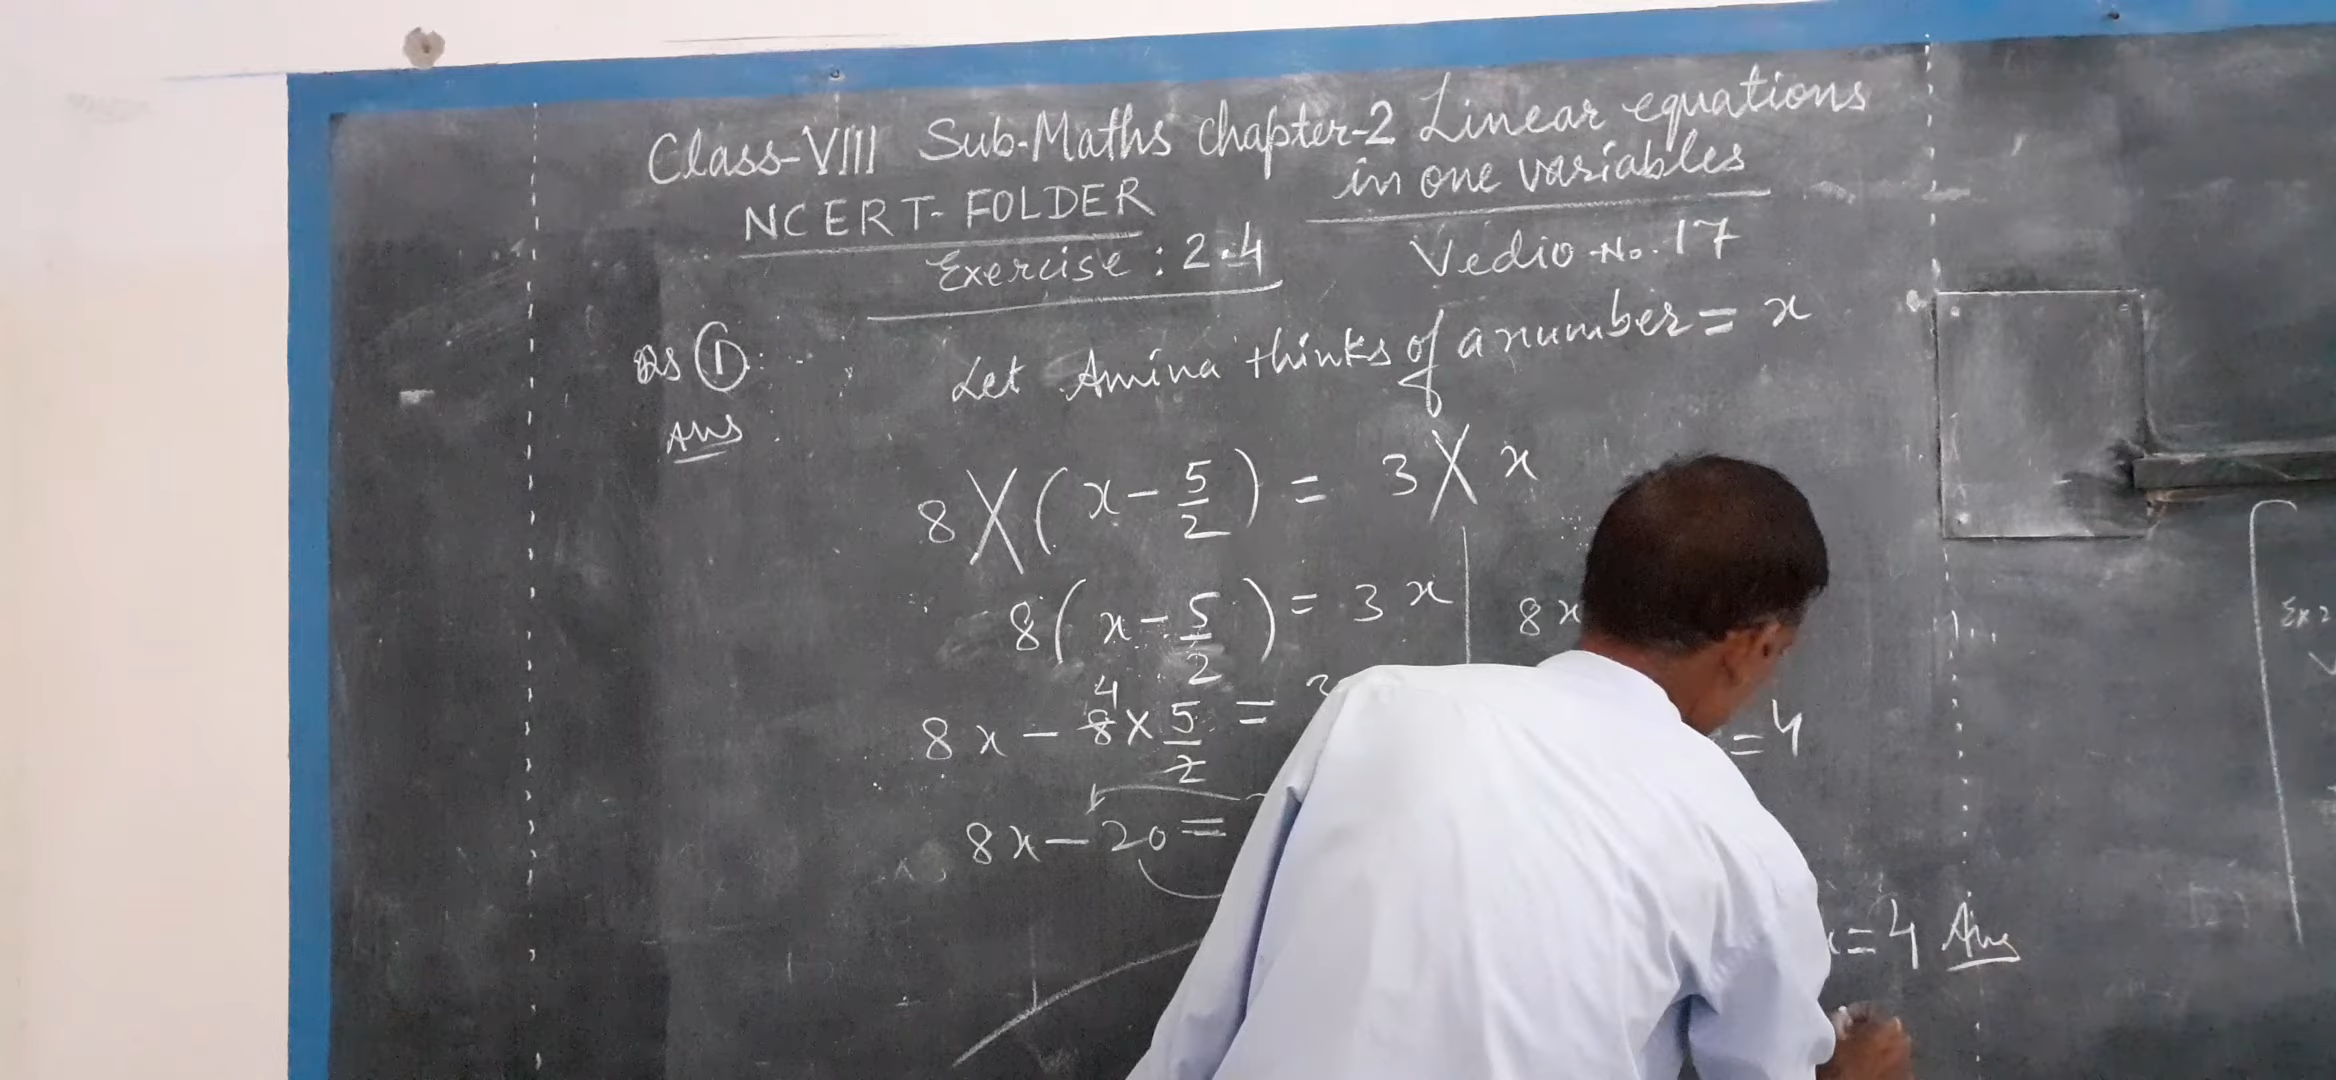 Class-VIII Sub-Maths Chapter-2 Linear equations
in one variables
NCERT-FOLDER
Exercise : 2.4
Vedio No. 17
Qs ①
Let Amina thinks of a number = x
Ans
8 X ( x - 5/2 ) = 3 X x
8 ( x - 5/2 ) = 3x
8x
4
8x - 8 × 5/2 =
= 4
8x - 20 =
x = 4 Ans